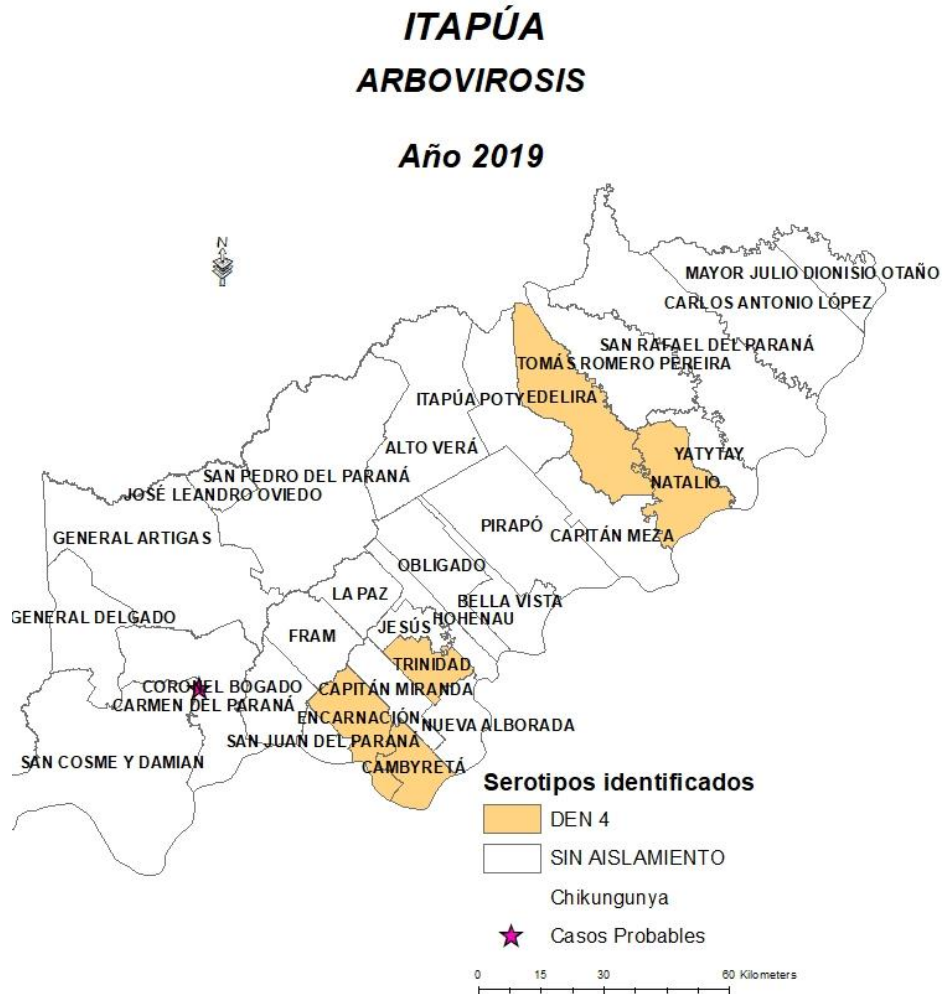 ITAPÚA
ARBOVIROSIS
Año 2019
N
MAYOR JULIO DIONISIO OTAÑO
CARLOS ANTONIO LÓPEZ
SAN RAFAEL DEL PARANÁ
TOMÁS ROMERO PEREIRA
ITAPÚA POTY
EDELIRA
ALTO VERÁ
YATYTAY
SAN PEDRO DEL PARANÁ
NATALIO
JOSÉ LEANDRO OVIEDO
PIRAPÓ
GENERAL ARTIGAS
CAPITÁN MEZA
OBLIGADO
LA PAZ
BELLA VISTA
GENERAL DELGADO
HOHENAU
JESÚS
FRAM
TRINIDAD
CORONEL BOGADO
CAPITÁN MIRANDA
CARMEN DEL PARANÁ
ENCARNACIÓN
NUEVA ALBORADA
SAN JUAN DEL PARANÁ
SAN COSME Y DAMIAN
CAMBYRETÁ
Serotipos identificados
DEN 4
SIN AISLAMIENTO
Chikungunya
Casos Probables
0 15 30 60 Kilometers